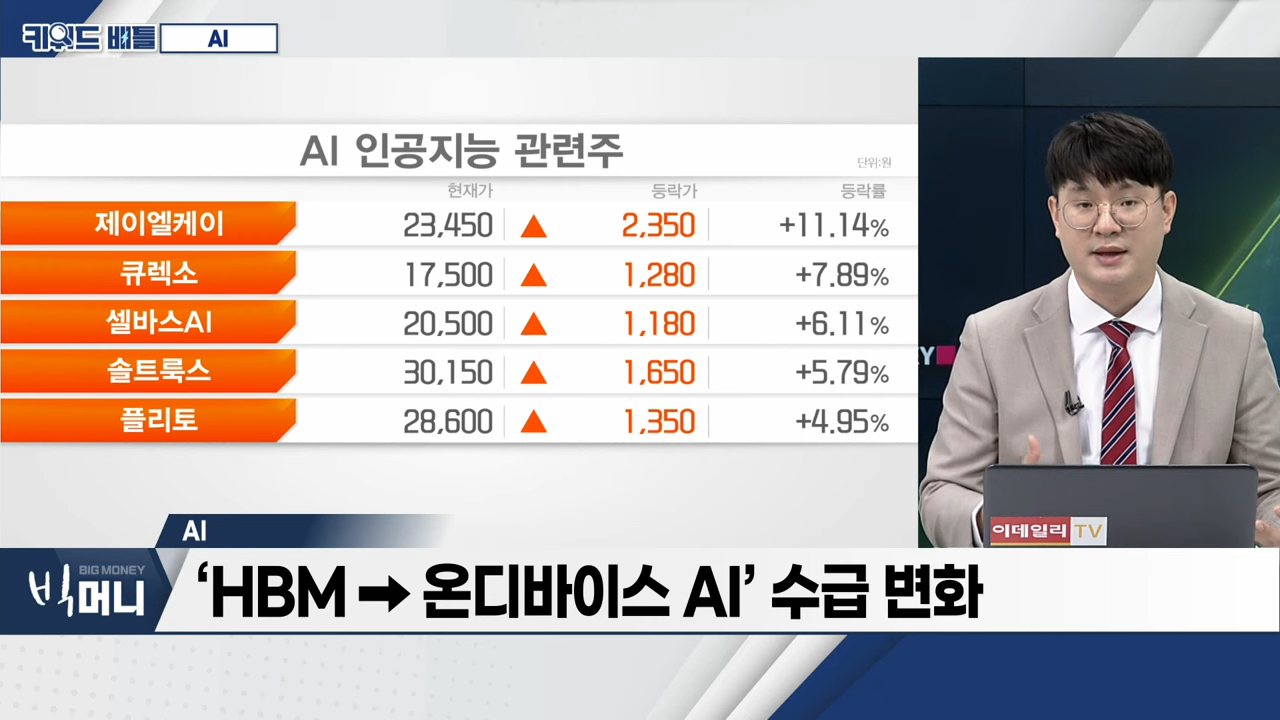 키워드 배틀
AI
AI 인공지능 관련주
단위:원
현재가 등락가 등락률
제이엘케이 23,450 ▲ 2,350 +11.14%
큐렉소 17,500 ▲ 1,280 +7.89%
셀바스AI 20,500 ▲ 1,180 +6.11%
솔트룩스 30,150 ▲ 1,650 +5.79%
플리토 28,600 ▲ 1,350 +4.95%
이데일리 TV
AI
BIG MONEY
빅머니
‘HBM ➡ 온디바이스 AI’ 수급 변화